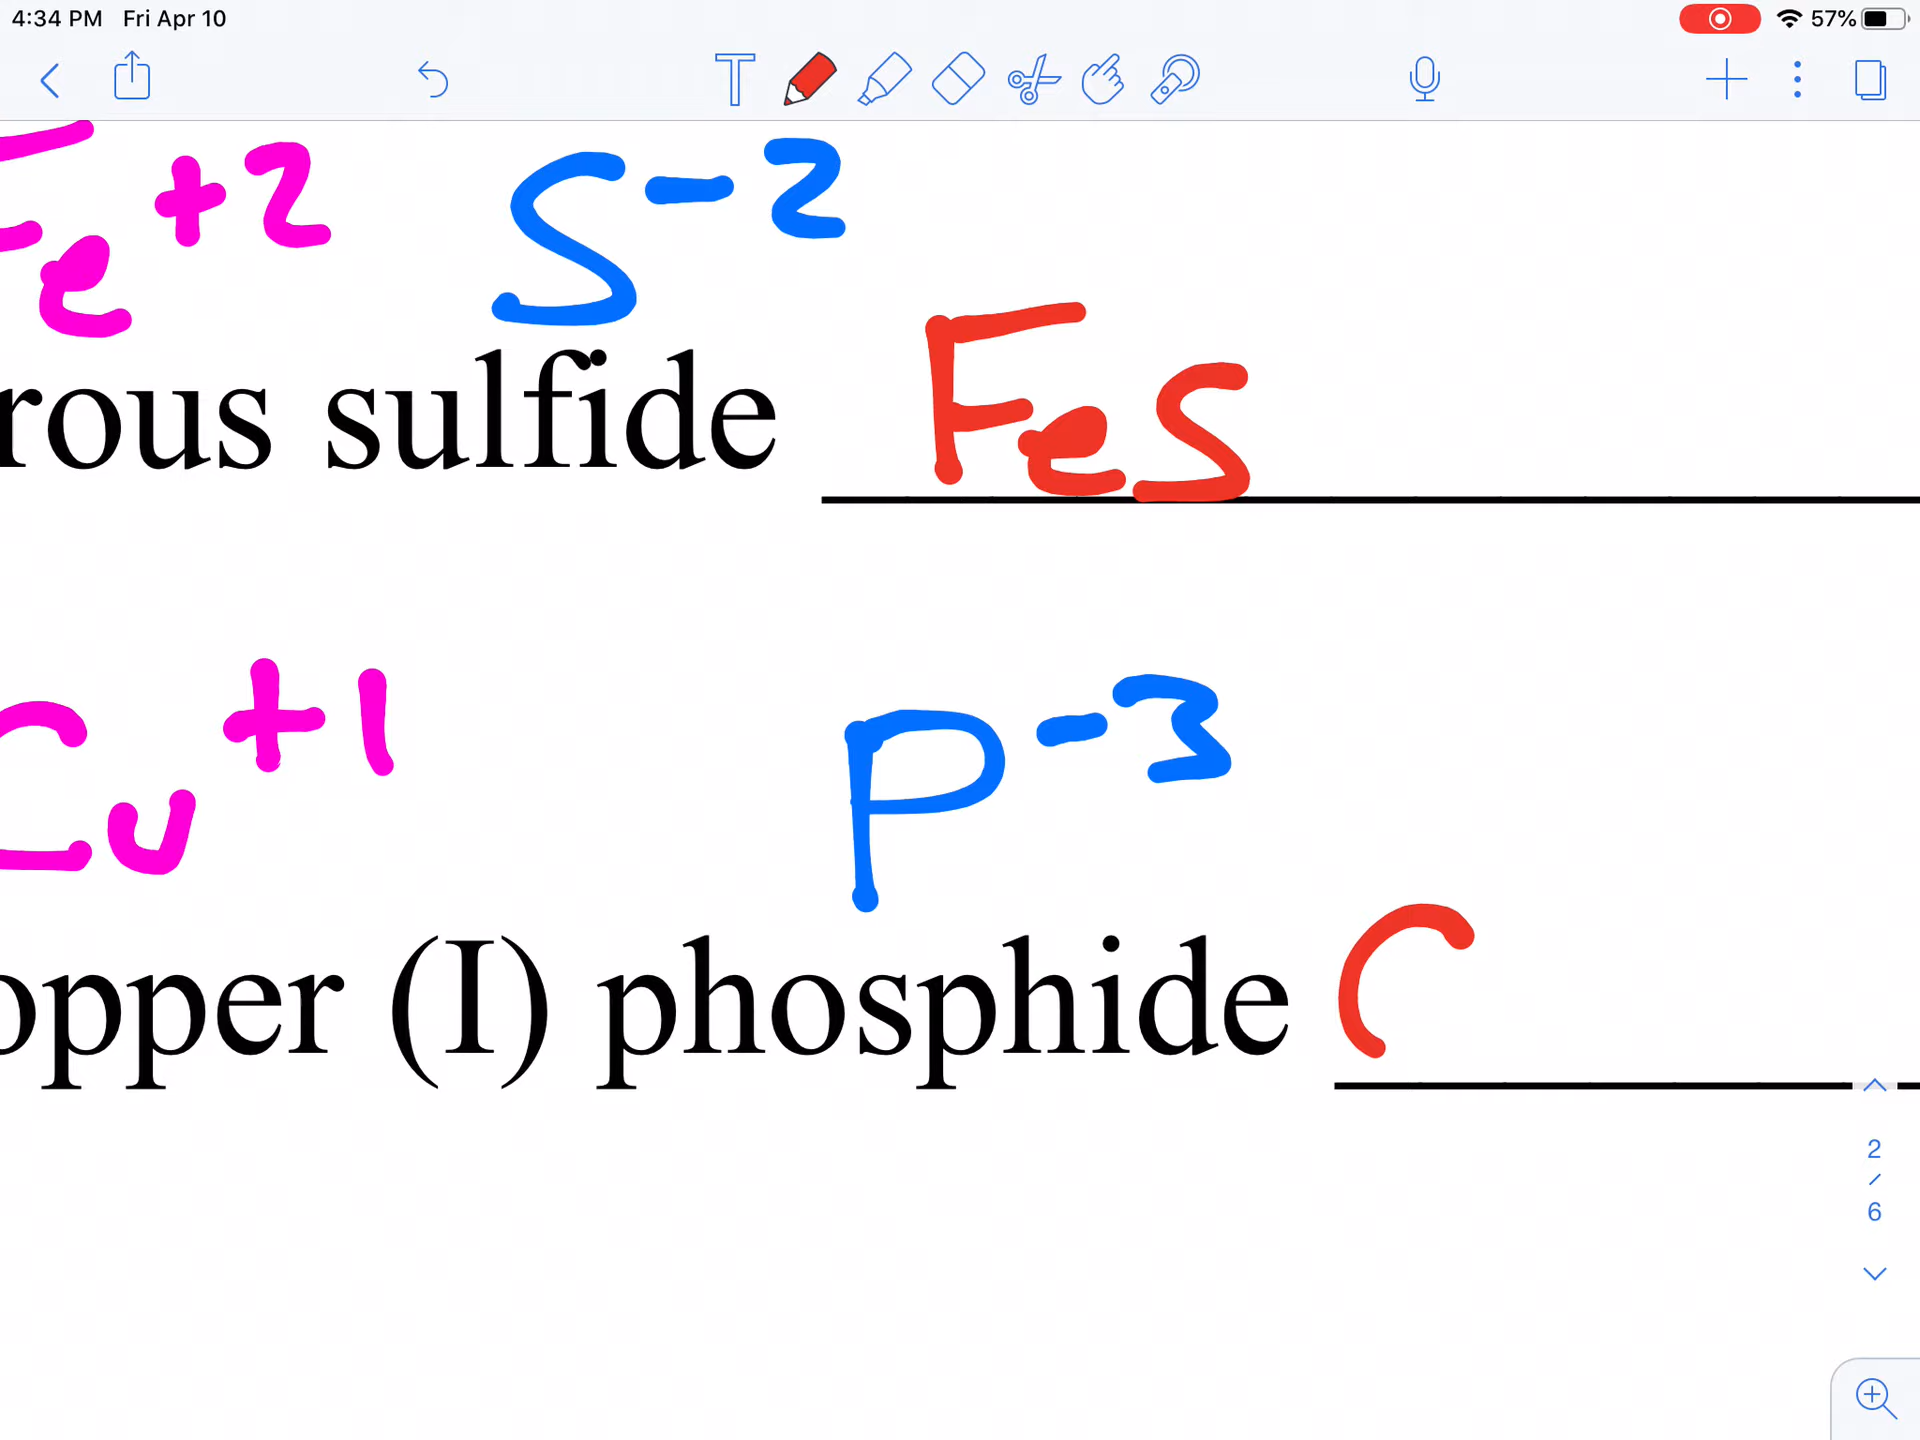 4:34 PM Fri Apr 10 57%
Fe +2 S -2
rous sulfide FeS
Cu +1 P -3
opper (I) phosphide C
2
/
6